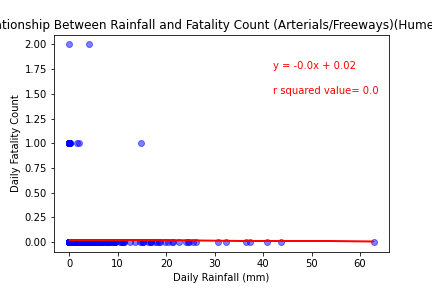 ationship Between Rainfall and Fatality Count (Arterials/Freeways)(Hume
2.00
1.75
1.50
1.25
1.00
0.75
0.50
0.25
0.00
Daily Fatality Count
y = -0.0x + 0.02
r squared value= 0.0
0 10 20 30 40 50 60
Daily Rainfall (mm)